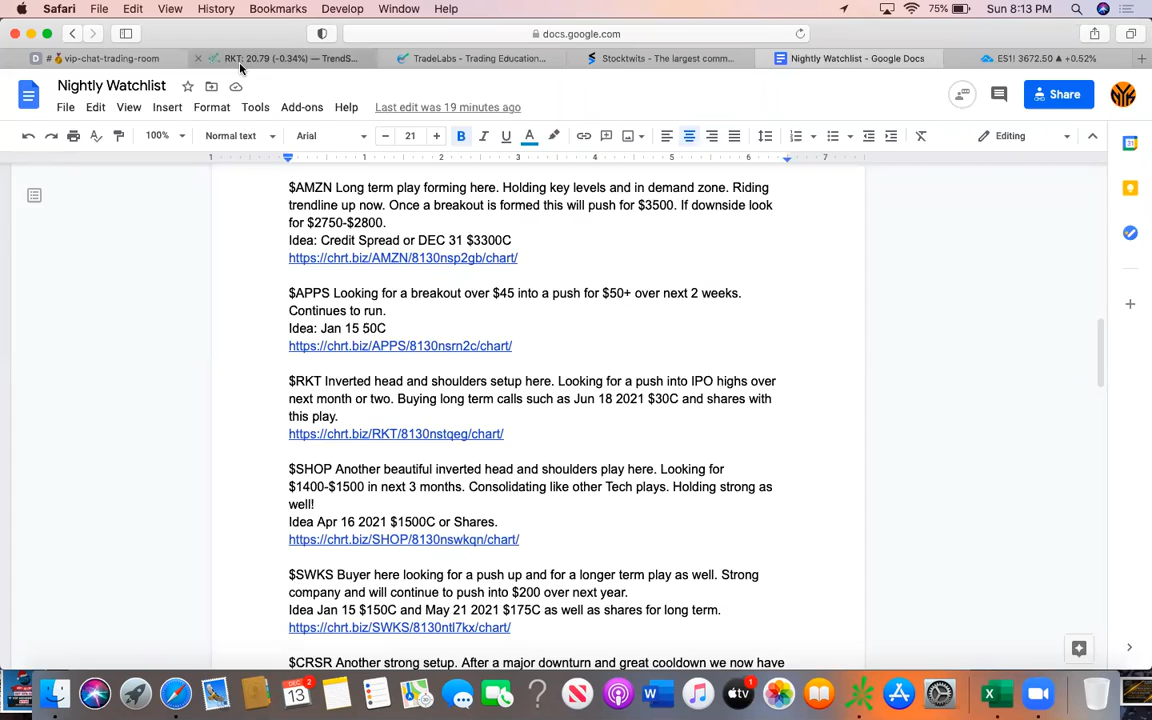 Safari File Edit View History Bookmarks Develop Window Help 75% Sun 8:13 PM
docs.google.com
# 🥇vip-chat-trading-room RKT: 20.79 (-0.34%) — TrendS... TradeLabs - Trading Education... Stocktwits - The largest comm... Nightly Watchlist - Google Docs ES1! 3672.50 ▲ +0.52%
Nightly Watchlist
File Edit View Insert Format Tools Add-ons Help Last edit was 19 minutes ago
Share
100% Normal text Arial 21 B I U A Editing
1 1 2 3 4 5 6 7
$AMZN Long term play forming here. Holding key levels and in demand zone. Riding
trendline up now. Once a breakout is formed this will push for $3500. If downside look
for $2750-$2800.
Idea: Credit Spread or DEC 31 $3300C
https://chrt.biz/AMZN/8130nsp2gb/chart/
$APPS Looking for a breakout over $45 into a push for $50+ over next 2 weeks.
Continues to run.
Idea: Jan 15 50C
https://chrt.biz/APPS/8130nsrn2c/chart/
$RKT Inverted head and shoulders setup here. Looking for a push into IPO highs over
next month or two. Buying long term calls such as Jun 18 2021 $30C and shares with
this play.
https://chrt.biz/RKT/8130nstqeg/chart/
$SHOP Another beautiful inverted head and shoulders play here. Looking for
$1400-$1500 in next 3 months. Consolidating like other Tech plays. Holding strong as
well!
Idea Apr 16 2021 $1500C or Shares.
https://chrt.biz/SHOP/8130nswkqn/chart/
$SWKS Buyer here looking for a push up and for a longer term play as well. Strong
company and will continue to push into $200 over next year.
Idea Jan 15 $150C and May 21 2021 $175C as well as shares for long term.
https://chrt.biz/SWKS/8130ntl7kx/chart/
$CRSR Another strong setup. After a major downturn and great cooldown we now have
DEC 13 2 1
tv